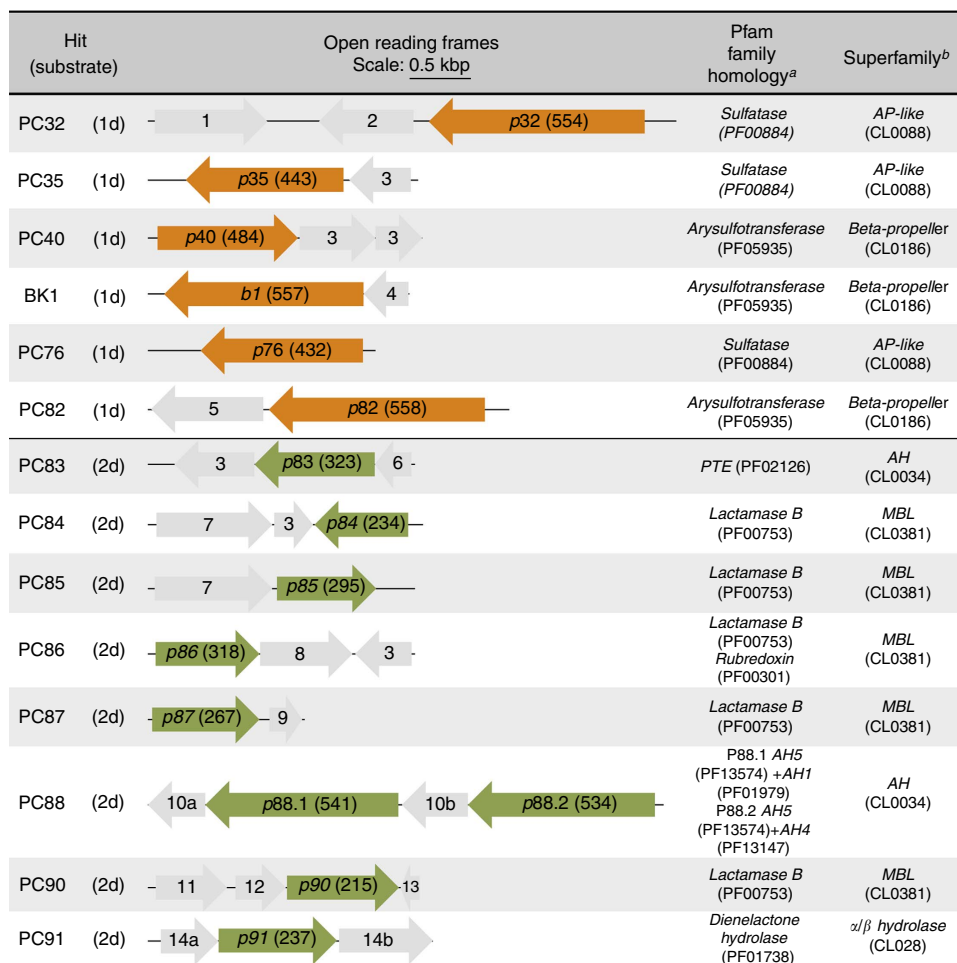 Hit
(substrate)
Open reading frames
Scale: 0.5 kbp
Pfam
family
homologyᵃ
Superfamilyᵇ
PC32 (1d) 1 2 p32 (554)
Sulfatase
(PF00884)
AP-like
(CL0088)
PC35 (1d) p35 (443) 3
Sulfatase
(PF00884)
AP-like
(CL0088)
PC40 (1d) p40 (484) 3 3
Arysulfotransferase
(PF05935)
Beta-propeller
(CL0186)
BK1 (1d) b1 (557) 4
Arysulfotransferase
(PF05935)
Beta-propeller
(CL0186)
PC76 (1d) p76 (432)
Sulfatase
(PF00884)
AP-like
(CL0088)
PC82 (1d) 5 p82 (558)
Arysulfotransferase
(PF05935)
Beta-propeller
(CL0186)
PC83 (2d) 3 p83 (323) 6
PTE (PF02126)
AH
(CL0034)
PC84 (2d) 7 3 p84 (234)
Lactamase B
(PF00753)
MBL
(CL0381)
PC85 (2d) 7 p85 (295)
Lactamase B
(PF00753)
MBL
(CL0381)
PC86 (2d) p86 (318) 8 3
Lactamase B
(PF00753)
Rubredoxin
(PF00301)
MBL
(CL0381)
PC87 (2d) p87 (267) 9
Lactamase B
(PF00753)
MBL
(CL0381)
PC88 (2d) 10a p88.1 (541) 10b p88.2 (534)
P88.1 AH5
(PF13574) +AH1
(PF01979)
P88.2 AH5
(PF13574)+AH4
(PF13147)
AH
(CL0034)
PC90 (2d) 11 12 p90 (215) 13
Lactamase B
(PF00753)
MBL
(CL0381)
PC91 (2d) 14a p91 (237) 14b
Dienelactone
hydrolase
(PF01738)
α/β hydrolase
(CL028)